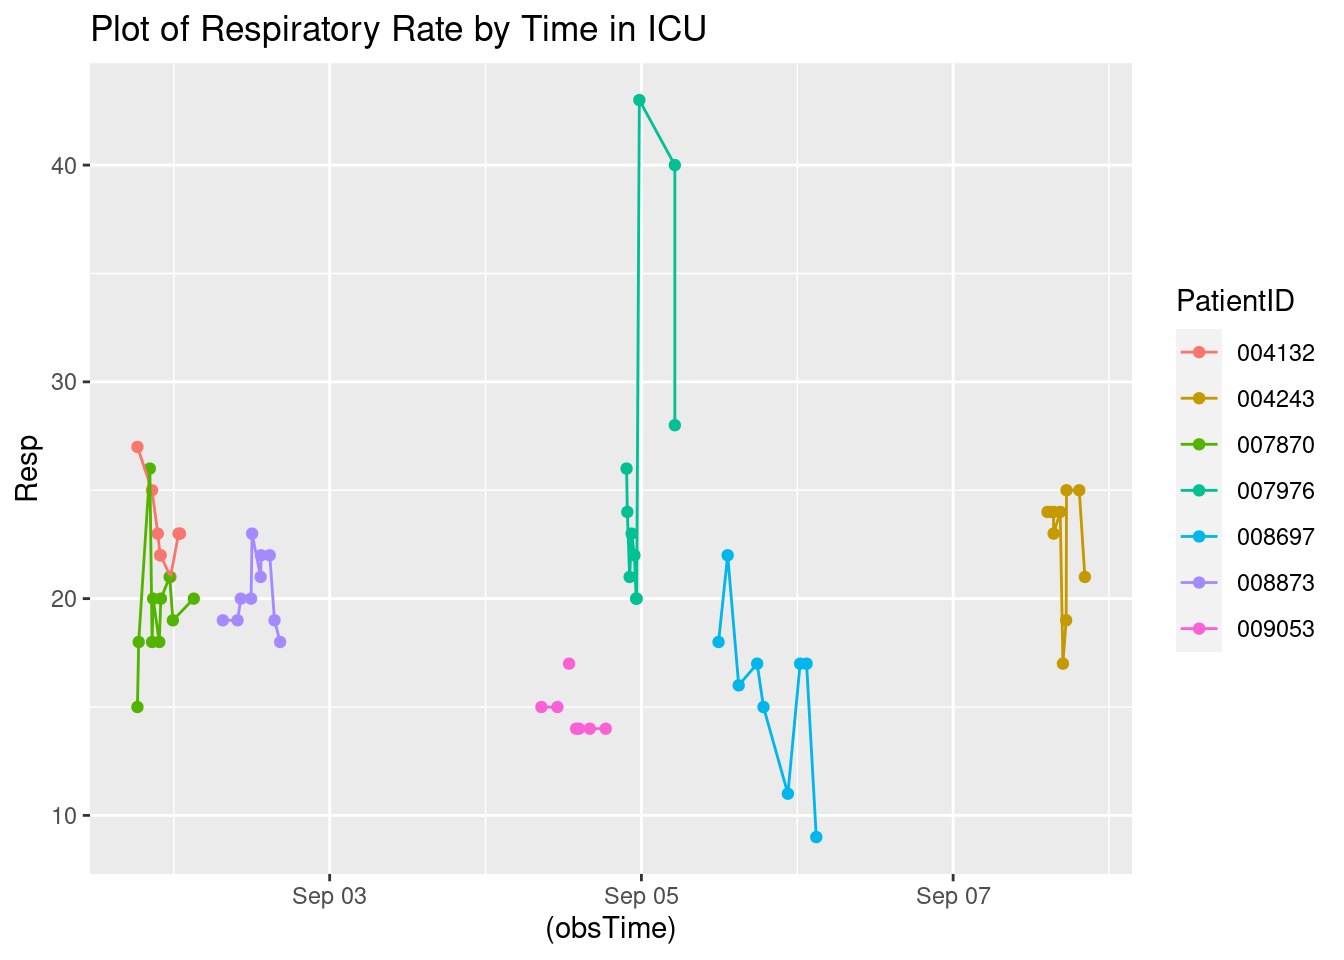 Plot of Respiratory Rate by Time in ICU
Resp
40
30
20
10
Sep 03
Sep 05
Sep 07
(obsTime)
PatientID
004132
004243
007870
007976
008697
008873
009053